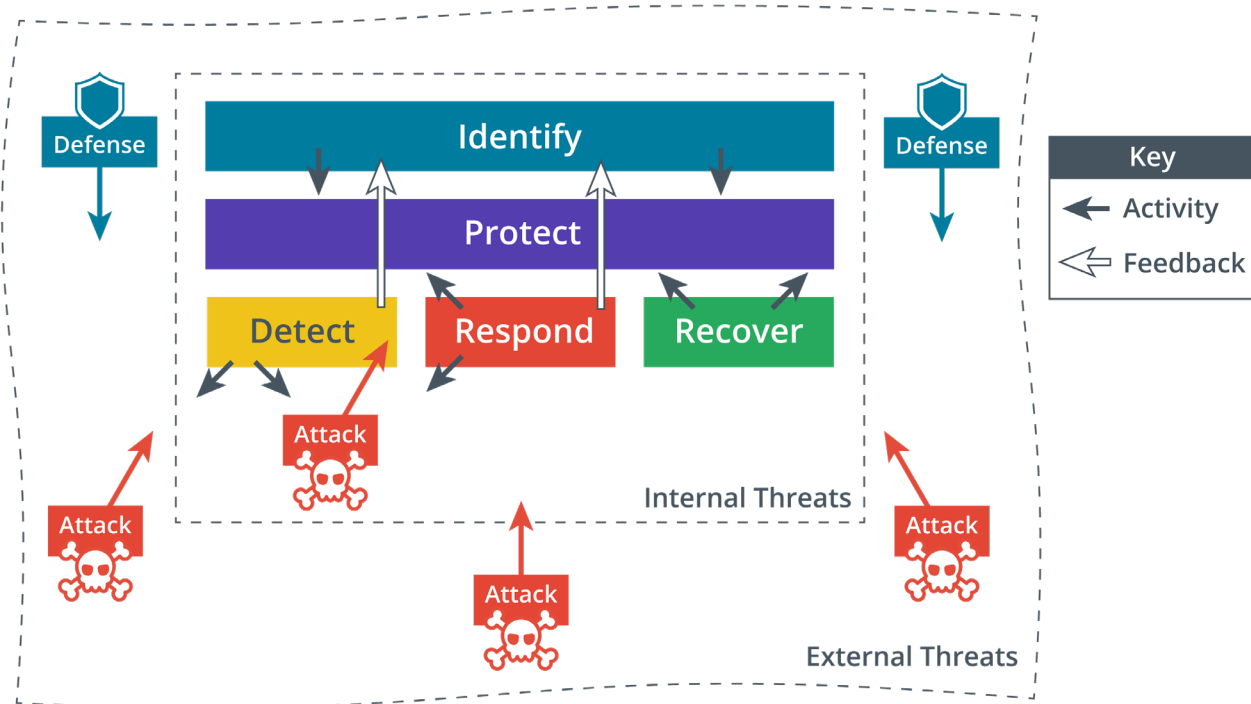 Defense
Identify
Defense
Key
Activity
Feedback
Protect
Detect
Respond
Recover
Attack
Internal Threats
Attack
Attack
Attack
External Threats